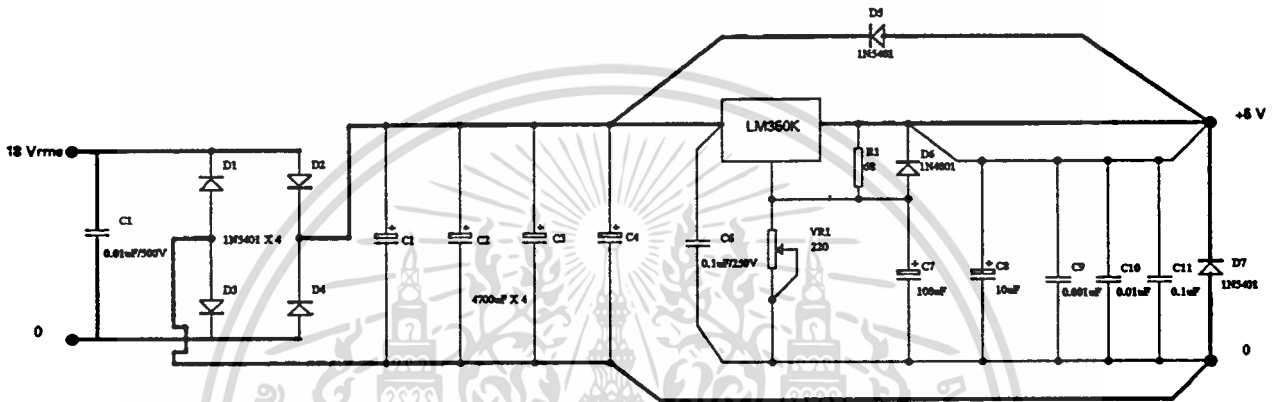 D5
1N5401
18 Vrms
D1
D2
LM350K
+5 V
R1
68
D6
1N4001
C1
0.01uF/500V
1N5401 X 4
C1
C2
C3
C4
C6
0.1uF/250V
VR1
220
D3
D4
4700uF X 4
C7
100uF
C8
10uF
C9
0.001uF
C10
0.01uF
C11
0.1uF
D7
1N5401
0
0